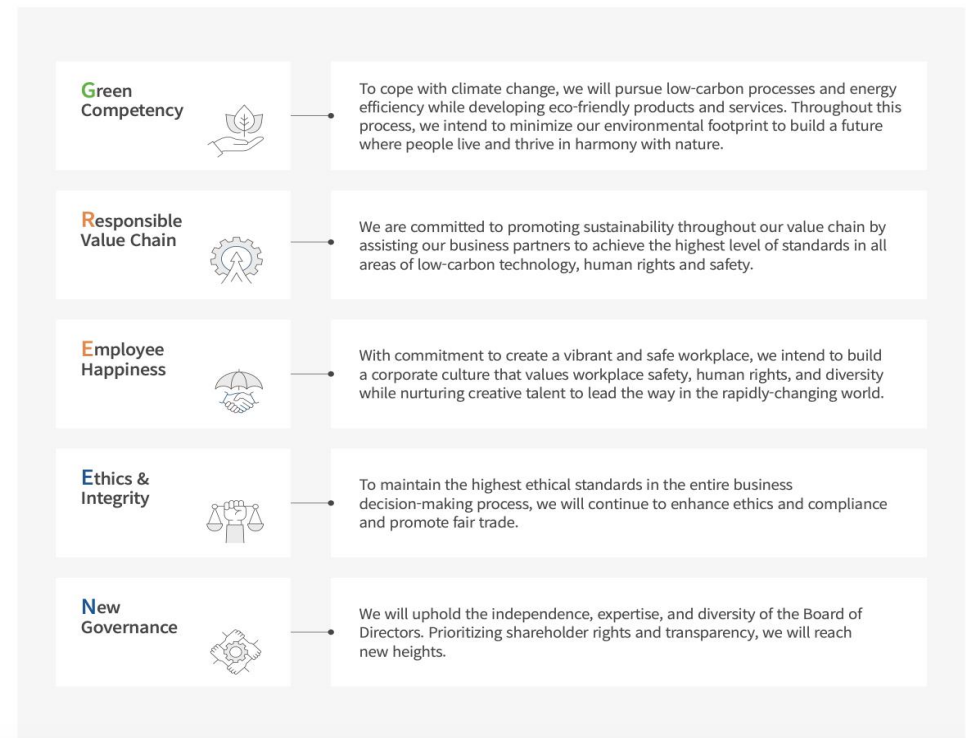 Green
Competency
To cope with climate change, we will pursue low-carbon processes and energy
efficiency while developing eco-friendly products and services. Throughout this
process, we intend to minimize our environmental footprint to build a future
where people live and thrive in harmony with nature.
Responsible
Value Chain
We are committed to promoting sustainability throughout our value chain by
assisting our business partners to achieve the highest level of standards in all
areas of low-carbon technology, human rights and safety.
Employee
Happiness
With commitment to create a vibrant and safe workplace, we intend to build
a corporate culture that values workplace safety, human rights, and diversity
while nurturing creative talent to lead the way in the rapidly-changing world.
Ethics &
Integrity
To maintain the highest ethical standards in the entire business
decision-making process, we will continue to enhance ethics and compliance
and promote fair trade.
New
Governance
We will uphold the independence, expertise, and diversity of the Board of
Directors. Prioritizing shareholder rights and transparency, we will reach
new heights.